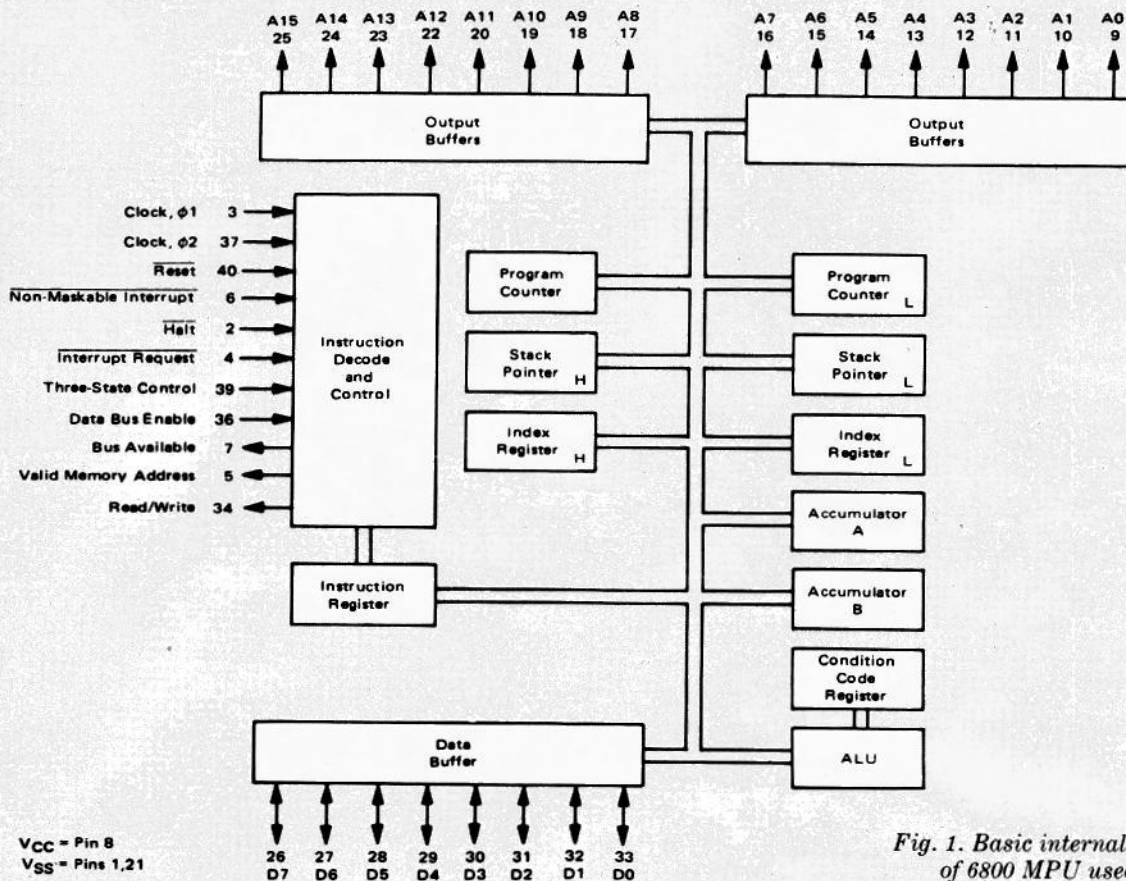 A15 A14 A13 A12 A11 A10 A9 A8 A7 A6 A5 A4 A3 A2 A1 A0
25 24 23 22 20 19 18 17 16 15 14 13 12 11 10 9
Output
Buffers
Output
Buffers
Clock, ϕ1 3
Clock, ϕ2 37
Reset 40
Non-Maskable Interrupt 6
Halt 2
Interrupt Request 4
Three-State Control 39
Data Bus Enable 36
Bus Available 7
Valid Memory Address 5
Read/Write 34
Instruction
Decode
and
Control
Program
Counter
Program
Counter L
Stack
Pointer H
Stack
Pointer L
Index
Register H
Index
Register L
Accumulator
A
Instruction
Register
Accumulator
B
Condition
Code
Register
Data
Buffer
ALU
26 27 28 29 30 31 32 33
D7 D6 D5 D4 D3 D2 D1 D0
VCC = Pin 8
VSS = Pins 1,21
Fig. 1. Basic internal
of 6800 MPU used